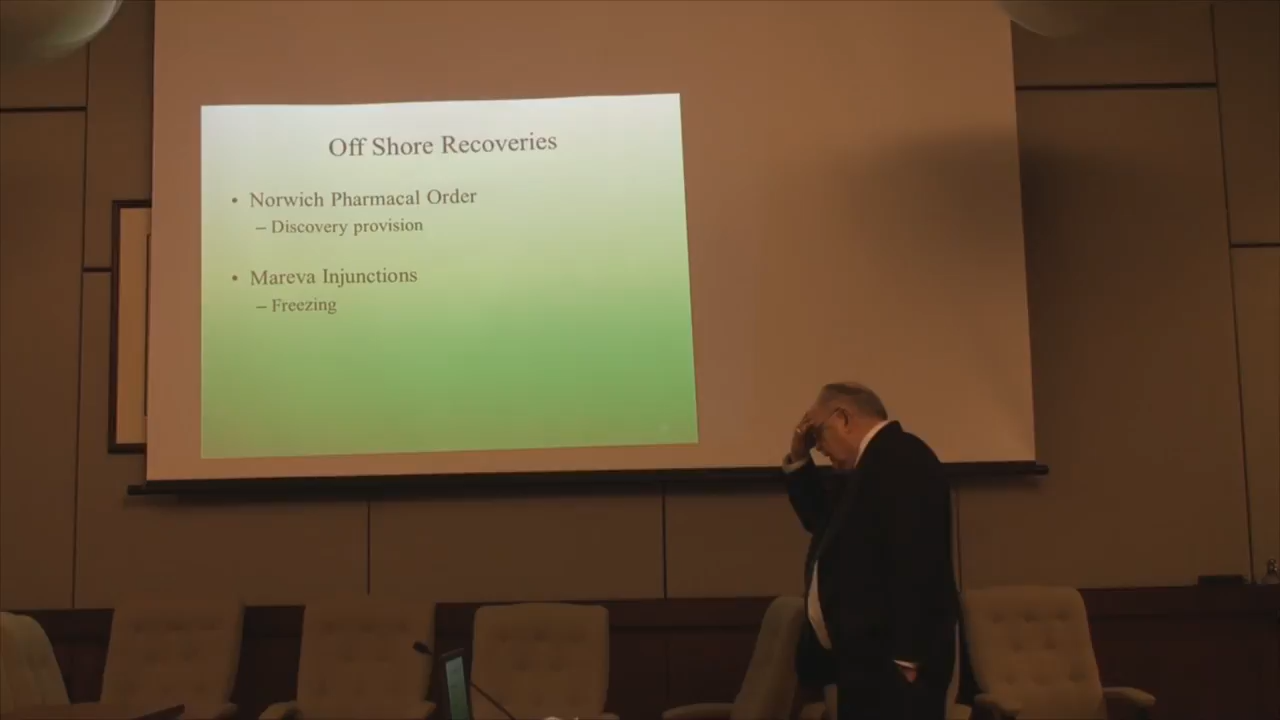 Off Shore Recoveries
• Norwich Pharmacal Order
– Discovery provision
• Mareva Injunctions
– Freezing